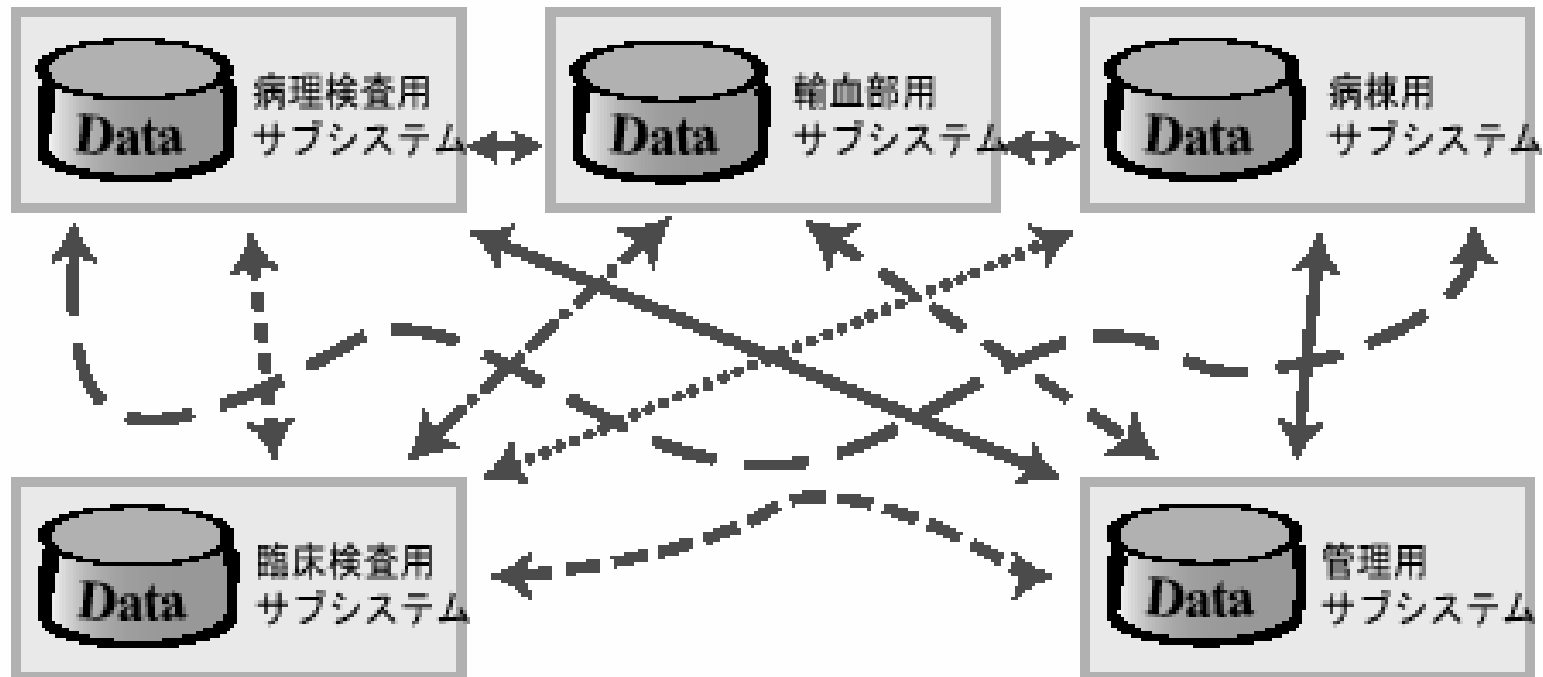 Data
病理検査用
サブシステム
Data
輸血部用
サブシステム
Data
病棟用
サブシステム
Data
臨床検査用
サブシステム
Data
管理用
サブシステム